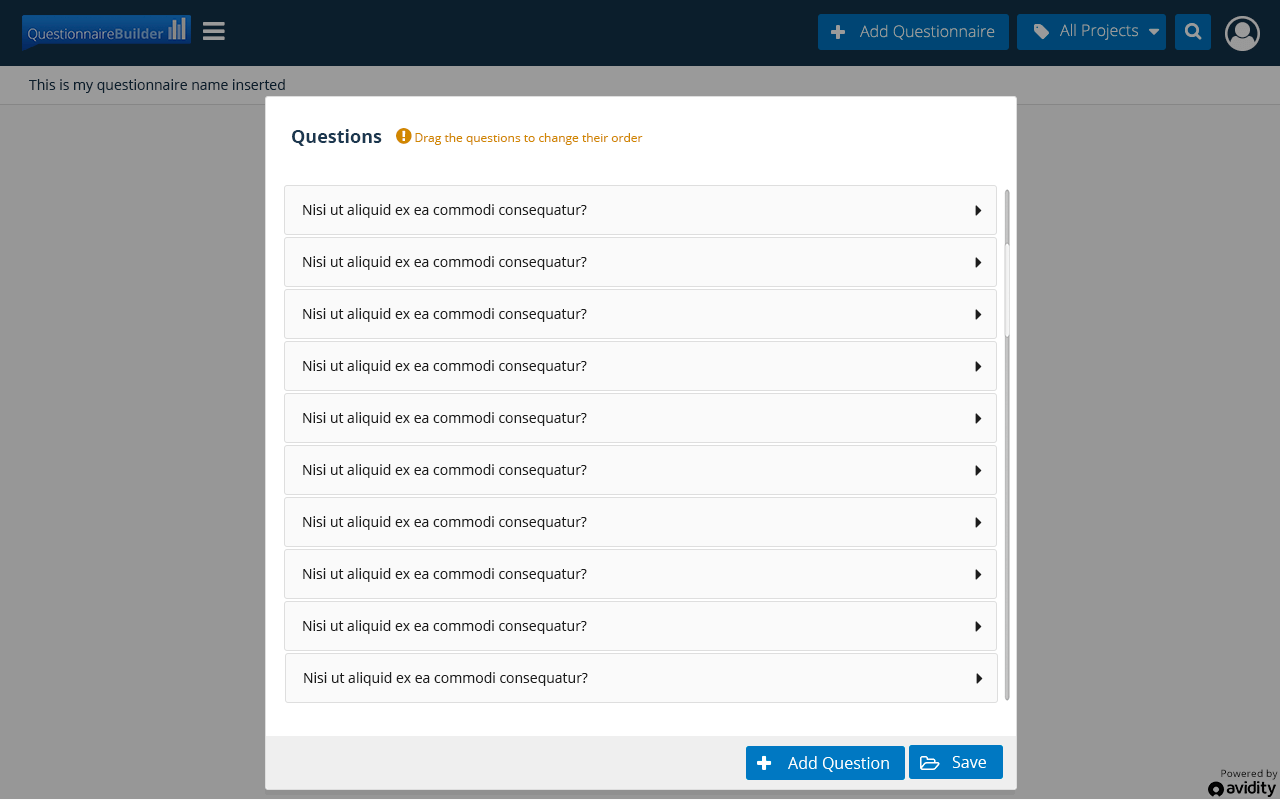 QuestionnaireBuilder
Add Questionnaire
All Projects
This is my questionnaire name inserted
Questions
Drag the questions to change their order
Nisi ut aliquid ex ea commodi consequatur?
Nisi ut aliquid ex ea commodi consequatur?
Nisi ut aliquid ex ea commodi consequatur?
Nisi ut aliquid ex ea commodi consequatur?
Nisi ut aliquid ex ea commodi consequatur?
Nisi ut aliquid ex ea commodi consequatur?
Nisi ut aliquid ex ea commodi consequatur?
Nisi ut aliquid ex ea commodi consequatur?
Nisi ut aliquid ex ea commodi consequatur?
Nisi ut aliquid ex ea commodi consequatur?
Add Question
Save
Powered by
avidity